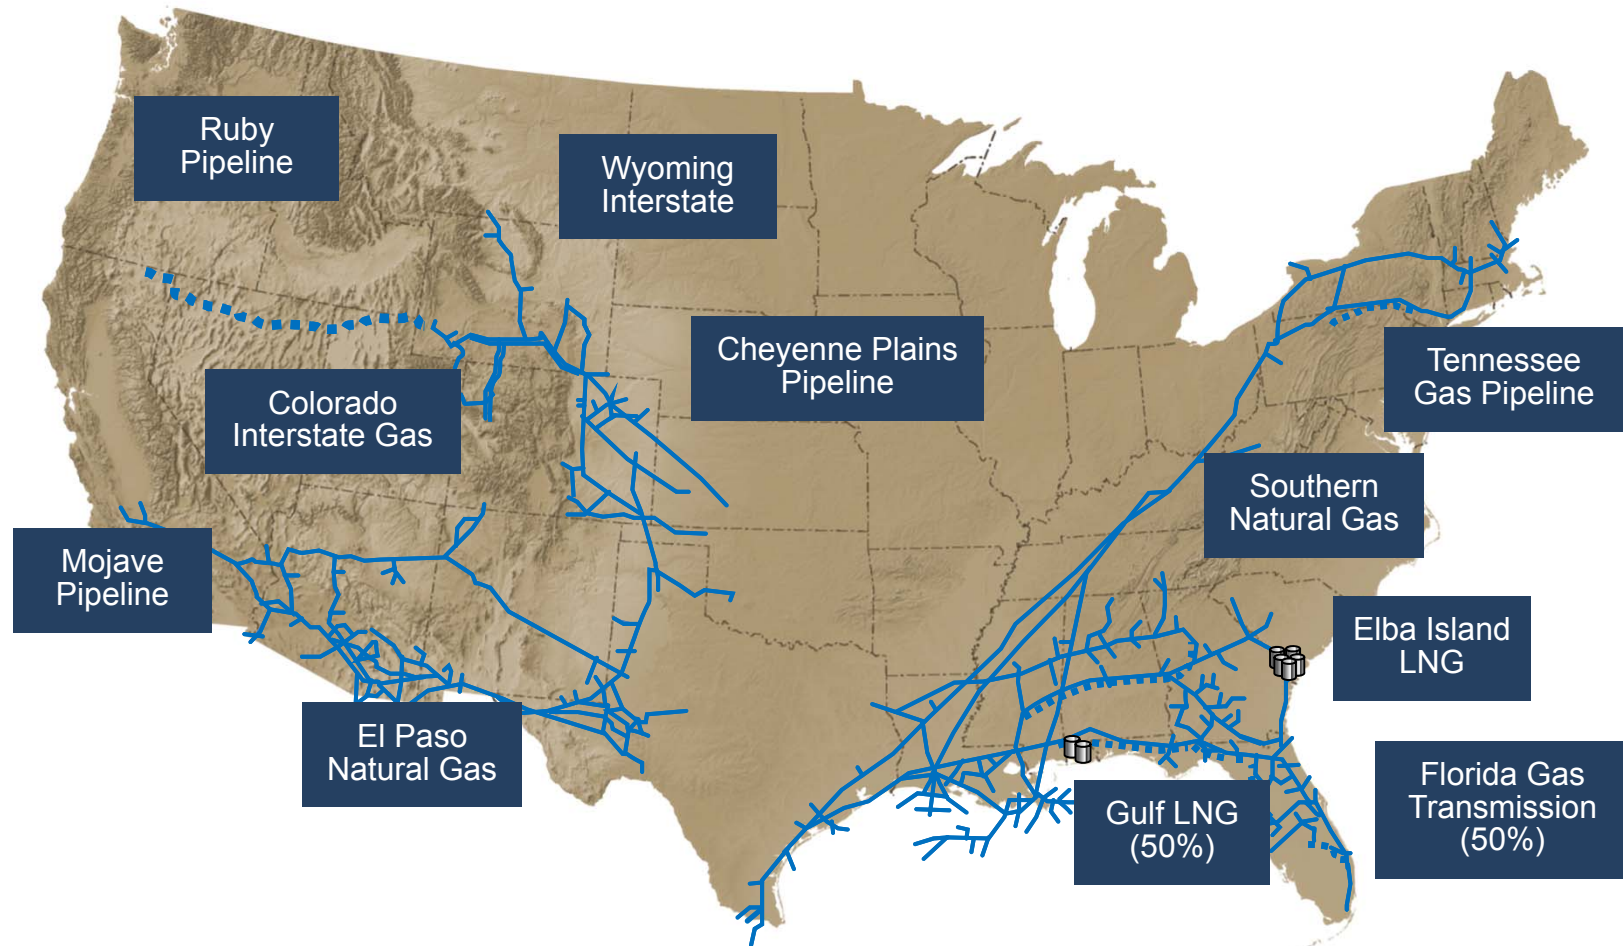 Ruby
Pipeline
Wyoming
Interstate
Cheyenne Plains
Pipeline
Tennessee
Gas Pipeline
Colorado
Interstate Gas
Southern
Natural Gas
Mojave
Pipeline
Elba Island
LNG
El Paso
Natural Gas
Gulf LNG
(50%)
Florida Gas
Transmission
(50%)